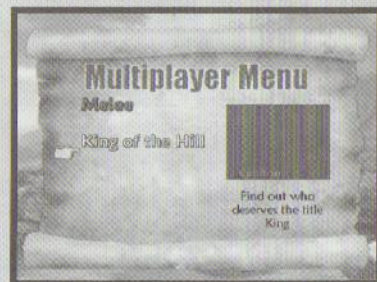 Multiplayer Menu
Melee
King of the Hill
Find out who
deserves the title
King